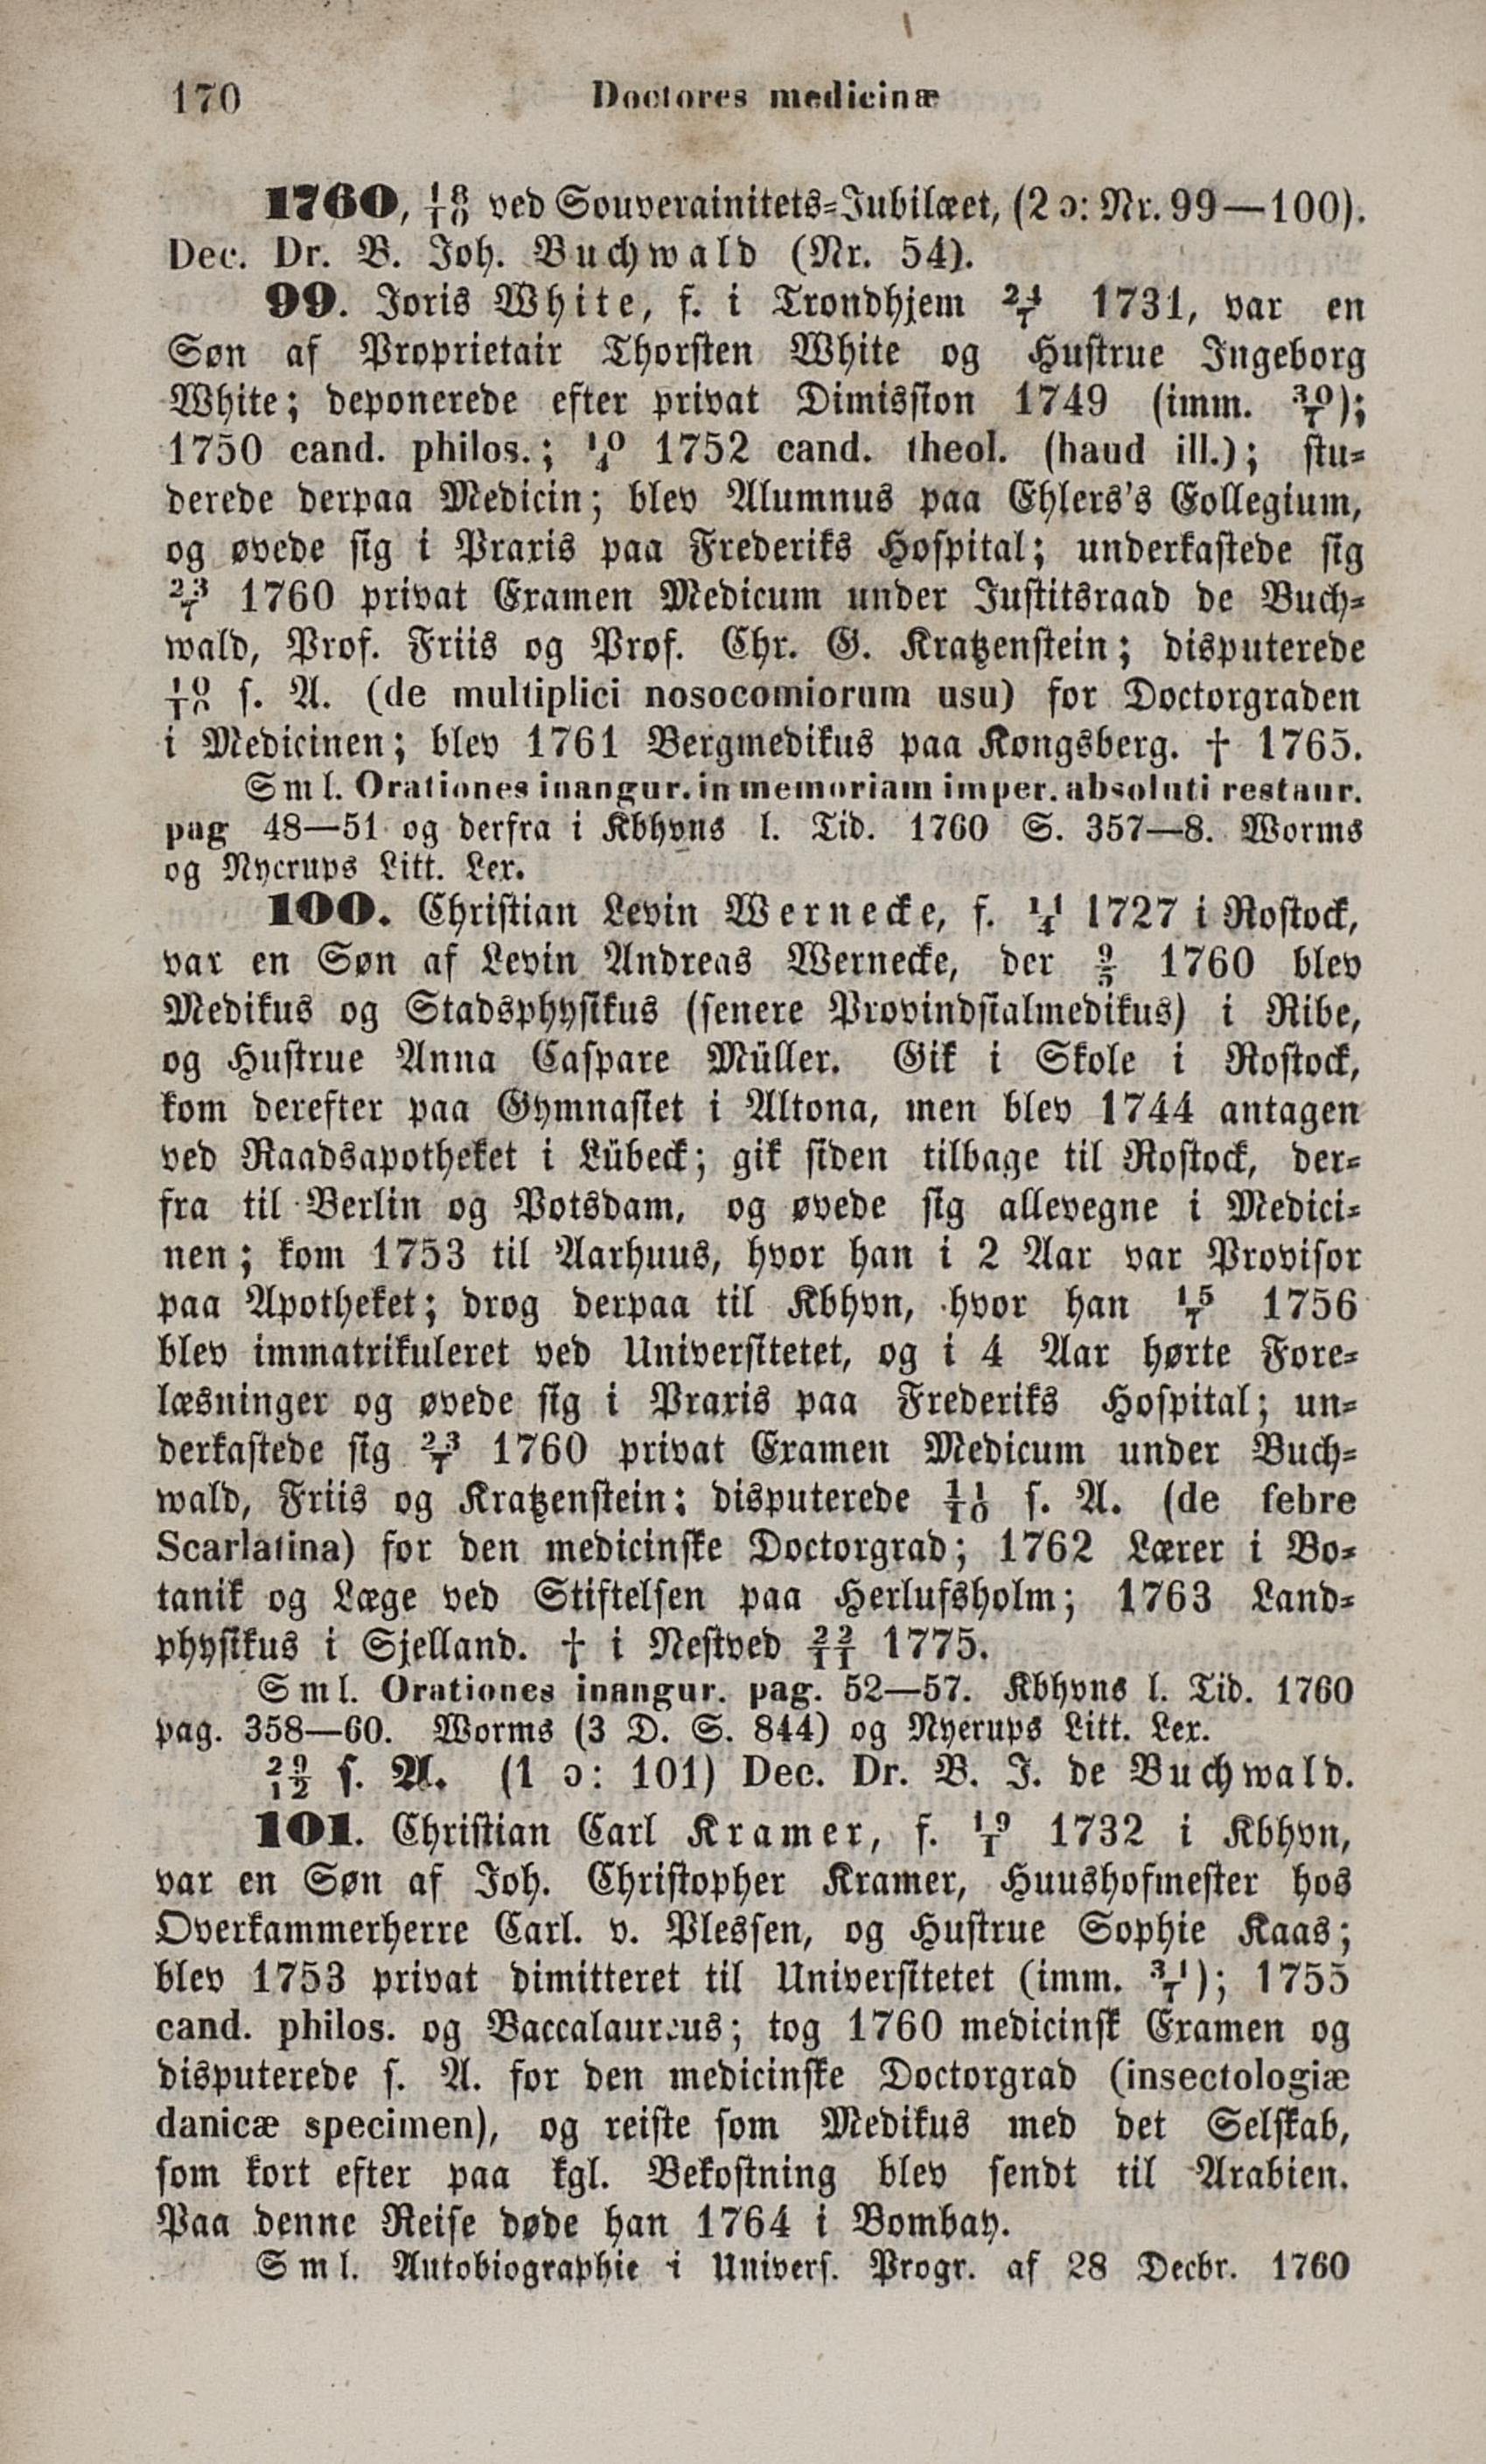 170 Doctores medicinæ
1760, 18/10 ved Souverainitets-Jubilæet, (2 ɔ: Nr. 99—100).
Dec. Dr. B. Joh. Buchwald (Nr. 54).
99. Joris White, f. i Trondhjem 24/7 1731, var en
Søn af Proprietair Thorsten White og Hustrue Ingeborg
White; deponerede efter privat Dimission 1749 (imm. 30/7);
1750 cand. philos.; 10/4 1752 cand. theol. (haud ill.); stu-
derede derpaa Medicin; blev Alumnus paa Ehlers's Collegium,
og øvede sig i Praxis paa Frederiks Hospital; underkastede sig
23/7 1760 privat Examen Medicum under Justitsraad de Buch-
wald, Prof. Friis og Prof. Chr. G. Kratzenstein; disputerede
10/10 s. A. (de multiplici nosocomiorum usu) for Doctorgraden
i Medicinen; blev 1761 Bergmedikus paa Kongsberg. † 1765.
Sml. Orationes inangur. in memoriam imper. absoluti restaur.
pag 48—51 og derfra i Kbhvns l. Tid. 1760 S. 357—8. Worms
og Nycrups Litt. Lex.
100. Christian Levin Wernecke, f. 11/4 1727 i Rostock,
var en Søn af Levin Andreas Wernecke, der 9/5 1760 blev
Medikus og Stadsphysikus (senere Provindsialmedikus) i Ribe,
og Hustrue Anna Caspare Müller. Gik i Skole i Rostock,
kom derefter paa Gymnasiet i Altona, men blev 1744 antagen
ved Raadsapotheket i Lübeck; gik siden tilbage til Rostock, der-
fra til Berlin og Potsdam, og øvede sig allevegne i Medici-
nen; kom 1753 til Aarhuus, hvor han i 2 Aar var Provisor
paa Apotheket; drog derpaa til Kbhvn, hvor han 15/7 1756
blev immatrikuleret ved Universitetet, og i 4 Aar hørte Fore-
læsninger og øvede sig i Praxis paa Frederiks Hospital; un-
derkastede sig 23/7 1760 privat Examen Medicum under Buch-
wald, Friis og Kratzenstein; disputerede 11/10 s. A. (de febre
Scarlatina) for den medicinske Doctorgrad; 1762 Lærer i Bo-
tanik og Læge ved Stiftelsen paa Herlufsholm; 1763 Land-
physikus i Sjelland. † i Nestved 22/11 1775.
Sml. Orationes inangur. pag. 52—57. Kbhvns l. Tid. 1760
pag. 358—60. Worms (3 D. S. 844) og Nyerups Litt. Lex.
29/12 s. A. (1 ɔ: 101) Dec. Dr. B. J. de Buchwald.
101. Christian Carl Kramer, f. 19/1 1732 i Kbhvn,
var en Søn af Joh. Christopher Kramer, Huushofmester hos
Overkammerherre Carl. v. Plessen, og Hustrue Sophie Kaas;
blev 1753 privat dimitteret til Universitetet (imm. 31/7); 1755
cand. philos. og Baccalaureus; tog 1760 medicinsk Examen og
disputerede s. A. for den medicinske Doctorgrad (insectologiæ
danicæ specimen), og reiste som Medikus med det Selskab,
som kort efter paa kgl. Bekostning blev sendt til Arabien.
Paa denne Reise døde han 1764 i Bombay.
Sml. Autobiographie i Univers. Progr. af 28 Decbr. 1760